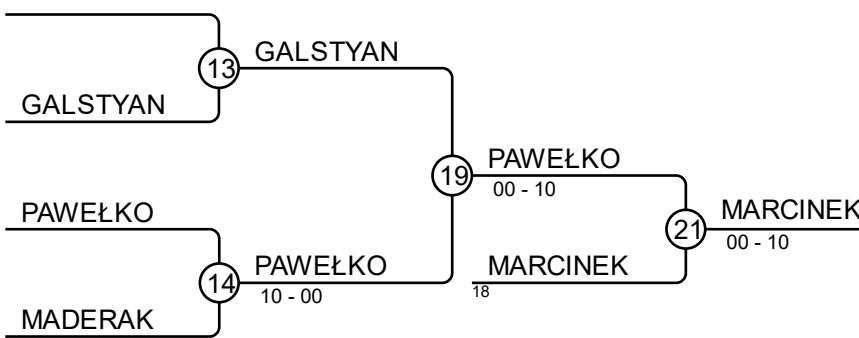 GALSTYAN
13
GALSTYAN
PAWEŁKO
19
00 - 10
MARCINEK
PAWEŁKO
21
00 - 10
PAWEŁKO
MARCINEK
14
18
10 - 00
MADERAK